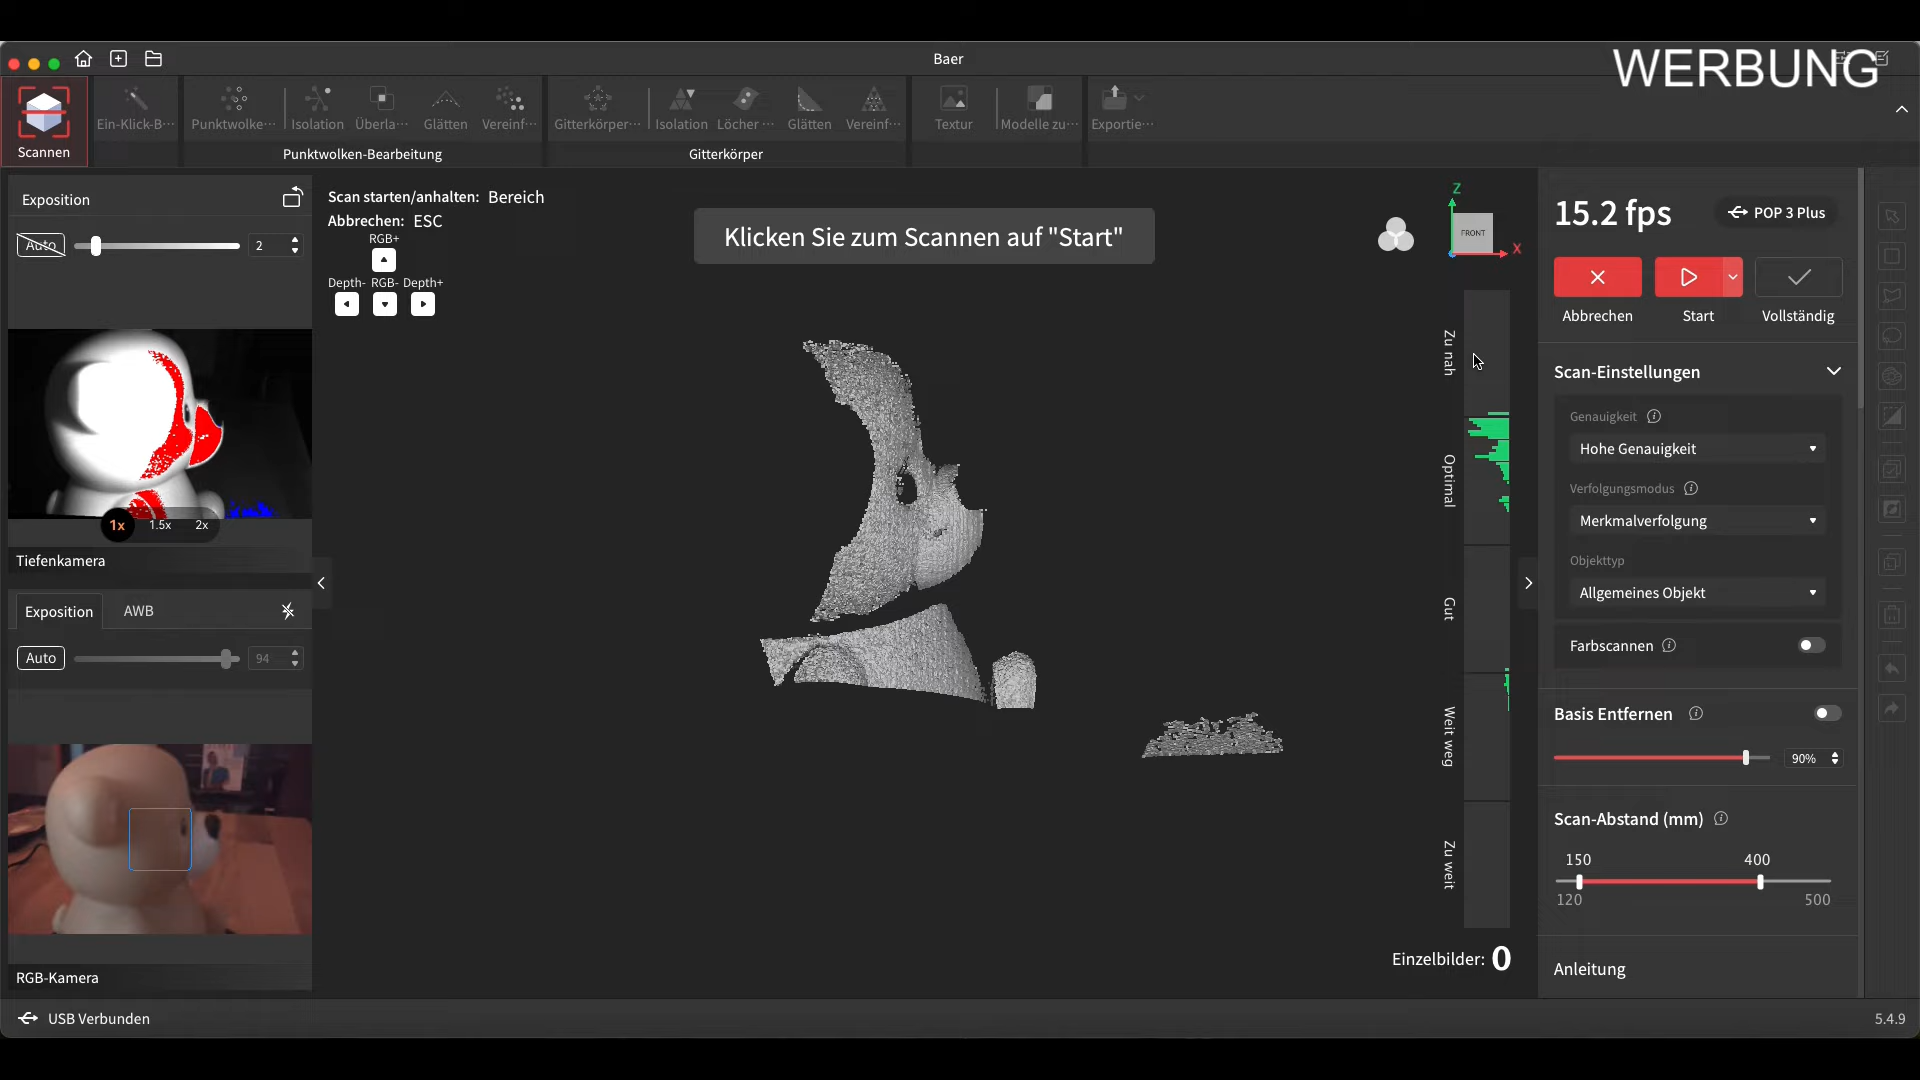 Baer
WERBUNG
Scannen
Ein-Klick-B···
Punktwolke···
Isolation
Überla···
Glätten
Vereinf···
Punktwolken-Bearbeitung
Gitterkörper···
Isolation
Löcher ···
Glätten
Vereinf···
Gitterkörper
Textur
Modelle zu···
Exportie···
Exposition
Auto
2
1x
1.5x
2x
Tiefenkamera
Exposition
AWB
Auto
94
RGB-Kamera
Scan starten/anhalten: Bereich
Abbrechen: ESC
RGB+
Depth- RGB- Depth+
Klicken Sie zum Scannen auf "Start"
Z
FRONT
X
Zu nah
Optimal
Gut
Weit weg
Zu weit
Einzelbilder: 0
15.2 fps
POP 3 Plus
Abbrechen
Start
Vollständig
Scan-Einstellungen
Genauigkeit
Hohe Genauigkeit
Verfolgungsmodus
Merkmalverfolgung
Objekttyp
Allgemeines Objekt
Farbscannen
Basis Entfernen
90%
Scan-Abstand (mm)
150
400
120
500
Anleitung
USB Verbunden
5.4.9